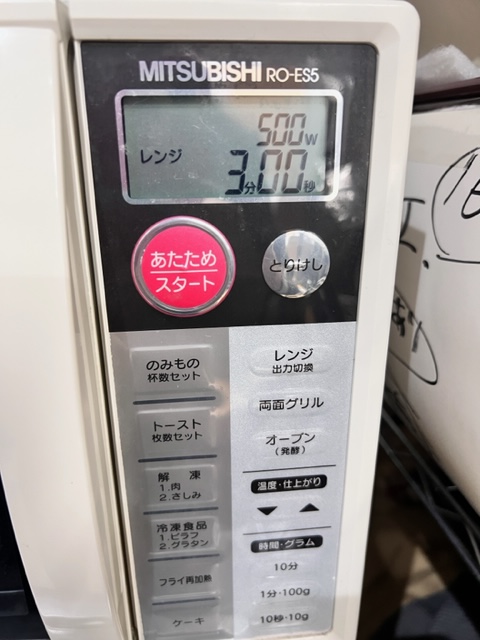 MITSUBISHI RO-ES5
500W
レンジ
3分00秒
あたため
スタート
とりけし
のみもの
杯数セット
レンジ
出力切換
両面グリル
トースト
枚数セット
オーブン
(発酵)
解凍
1.肉
2.さしみ
温度・仕上がり
▼ ▲
冷凍食品
1.ピラフ
2.グラタン
時間・グラム
10分
フライ再加熱
1分・100g
ケーキ
10秒・10g